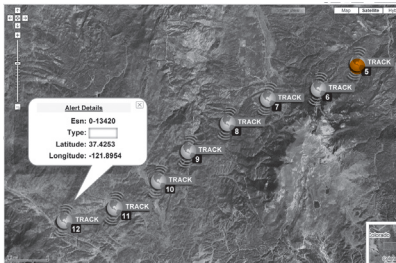 Map Satellite Hyb
TRACK
5
TRACK
6
TRACK
7
TRACK
8
TRACK
9
TRACK
10
TRACK
11
TRACK
12
Alert Details
Esn: 0-13420
Type:
Latitude: 37.4253
Longitude: -121.8954